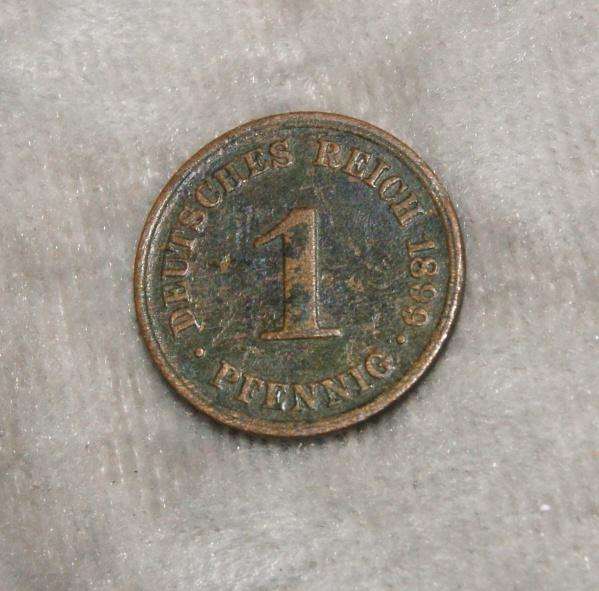 DEUTSCHES REICH 1899
1
· PFENNIG ·